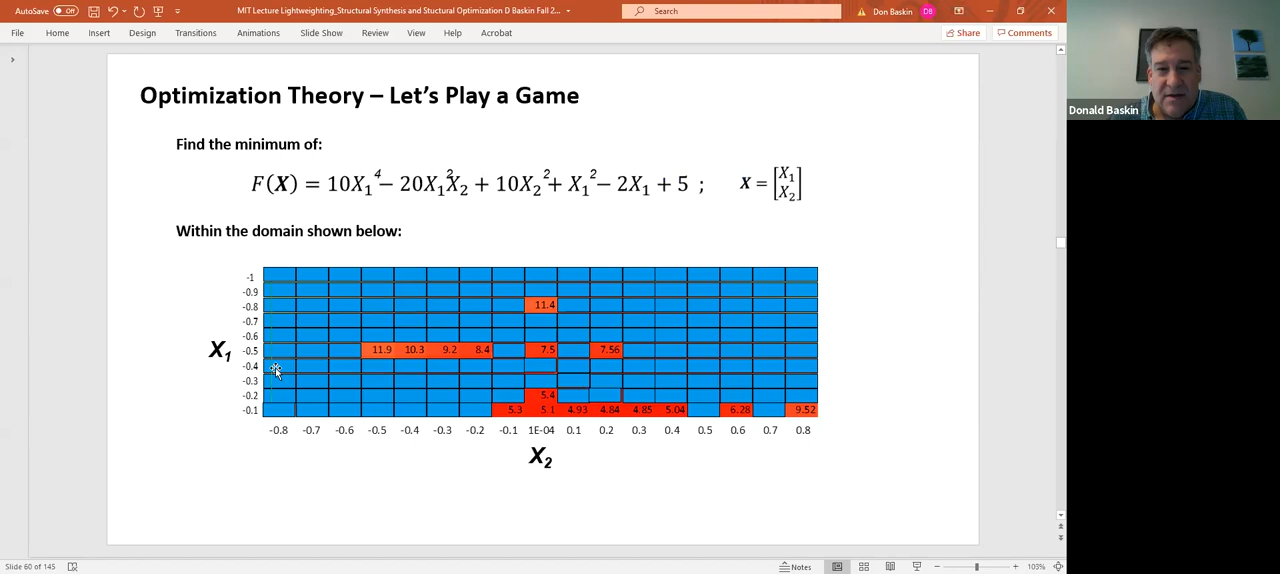 AutoSave Off MIT Lecture Lightweighting_Structural Synthesis and Stuctural Optimization D Baskin Fall 2... Search Don Baskin DB
File Home Insert Design Transitions Animations Slide Show Review View Help Acrobat Share Comments
Donald Baskin
Optimization Theory – Let's Play a Game
Find the minimum of:
F(X) = 10X₁⁴ − 20X₁²X₂ + 10X₂² + X₁² − 2X₁ + 5 ; X = [X₁ X₂]
Within the domain shown below:
-1
-0.9
-0.8 11.4
-0.7
-0.6
X₁ -0.5 11.9 10.3 9.2 8.4 7.5 7.56
-0.4
-0.3
-0.2 5.4
-0.1 5.3 5.1 4.93 4.84 4.85 5.04 6.28 9.52
-0.8 -0.7 -0.6 -0.5 -0.4 -0.3 -0.2 -0.1 1E-04 0.1 0.2 0.3 0.4 0.5 0.6 0.7 0.8
X₂
Slide 60 of 145 Notes 103%